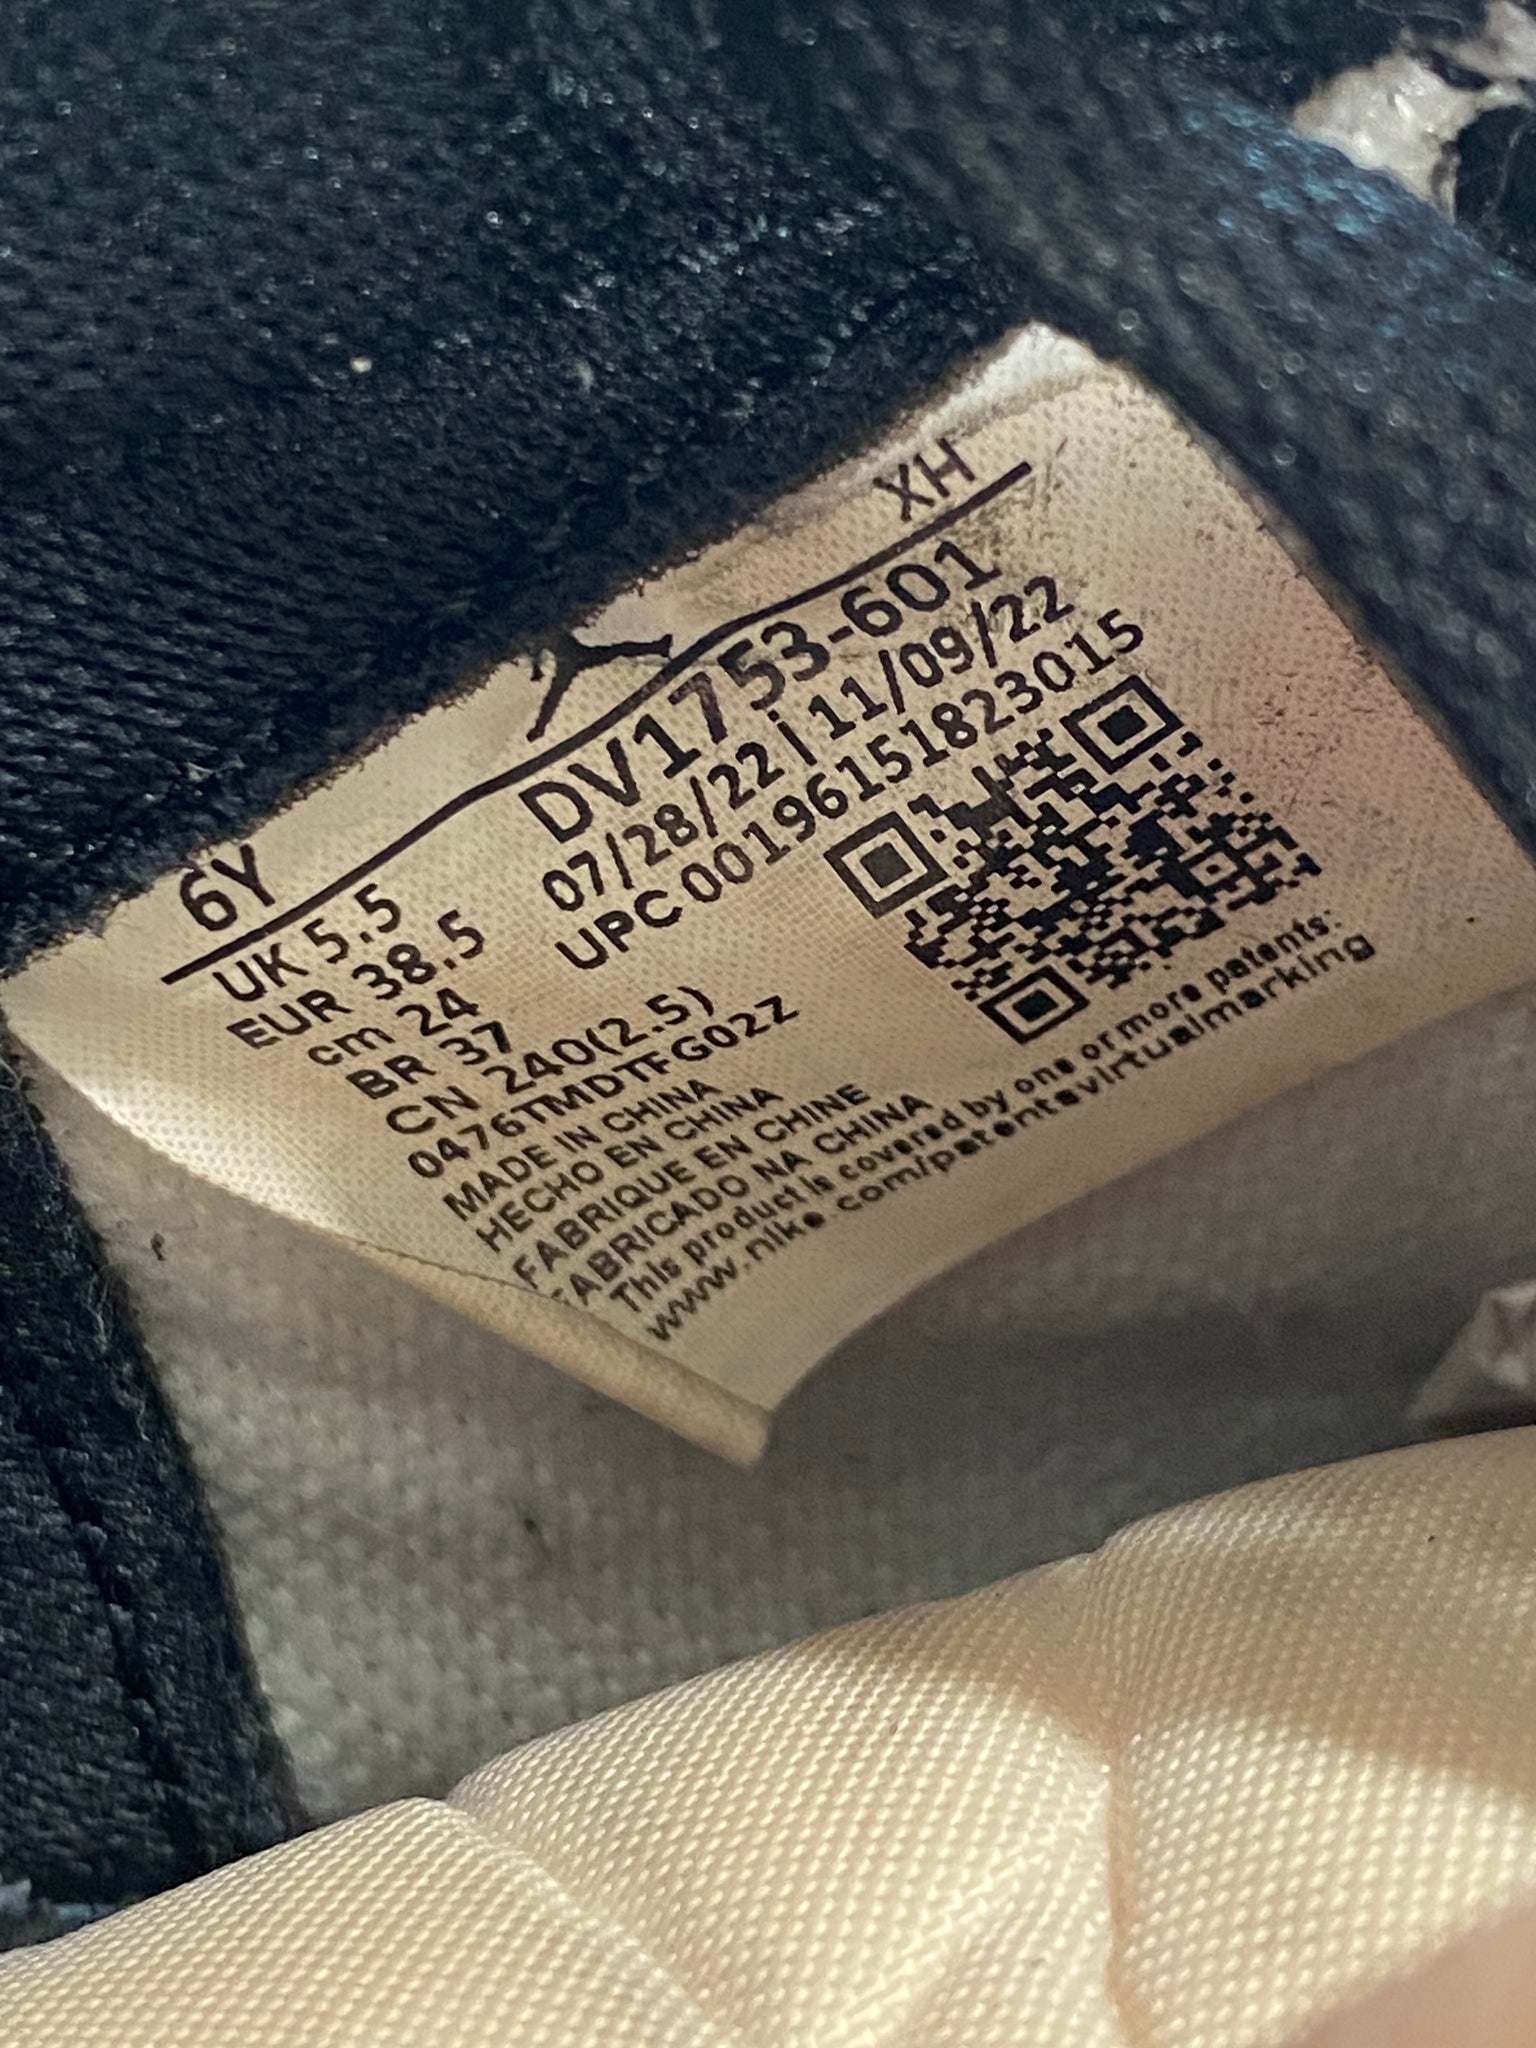 6Y XH
UK 5.5
EUR 38.5
cm 24
BR 37
CN 240(2.5)
DV1753-601
07/28/22 | 11/09/22
UPC 00196151823015
0476TMDTFG02Z
MADE IN CHINA
HECHO EN CHINA
FABRIQUE EN CHINE
FABRICADO NA CHINA
This product is covered by one or more patents:
www.nike.com/patentsvirtualmarking